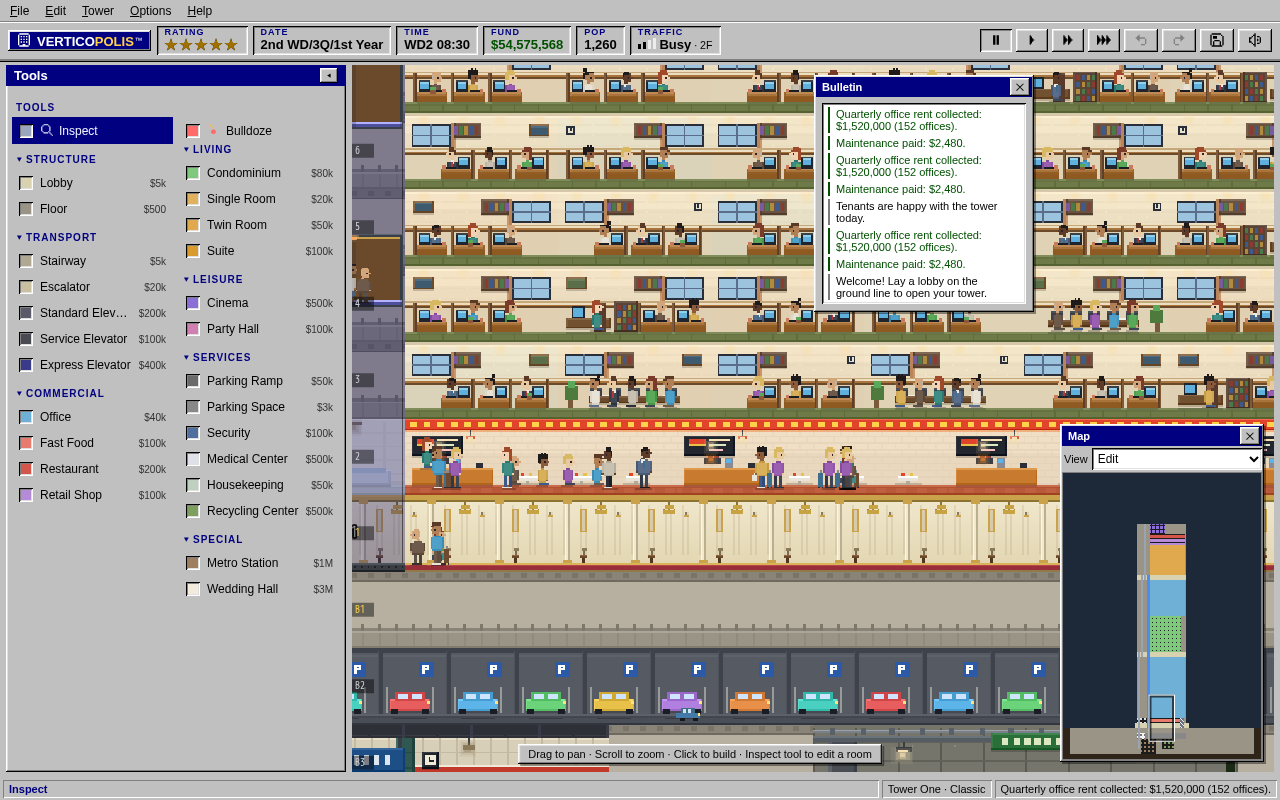 File Edit Tower Options Help
VERTICOPOLIS™
RATING
DATE
2nd WD/3Q/1st Year
TIME
WD2 08:30
FUND
$54,575,568
POP
1,260
TRAFFIC
Busy · 2F
Tools
TOOLS
Inspect
Bulldoze
STRUCTURE
Lobby $5k
Floor $500
TRANSPORT
Stairway $5k
Escalator $20k
Standard Elev… $200k
Service Elevator $100k
Express Elevator $400k
COMMERCIAL
Office $40k
Fast Food $100k
Restaurant $200k
Retail Shop $100k
LIVING
Condominium $80k
Single Room $20k
Twin Room $50k
Suite $100k
LEISURE
Cinema $500k
Party Hall $100k
SERVICES
Parking Ramp $50k
Parking Space $3k
Security $100k
Medical Center $500k
Housekeeping $50k
Recycling Center $500k
SPECIAL
Metro Station $1M
Wedding Hall $3M
6
5
4
3
2
B1
B2
B3
P P P P P P P P P P P
Bulletin
Quarterly office rent collected:
$1,520,000 (152 offices).
Maintenance paid: $2,480.
Quarterly office rent collected:
$1,520,000 (152 offices).
Maintenance paid: $2,480.
Tenants are happy with the tower
today.
Quarterly office rent collected:
$1,520,000 (152 offices).
Maintenance paid: $2,480.
Welcome! Lay a lobby on the
ground line to open your tower.
Map
View Edit
Drag to pan · Scroll to zoom · Click to build · Inspect tool to edit a room
Inspect
Tower One · Classic
Quarterly office rent collected: $1,520,000 (152 offices).